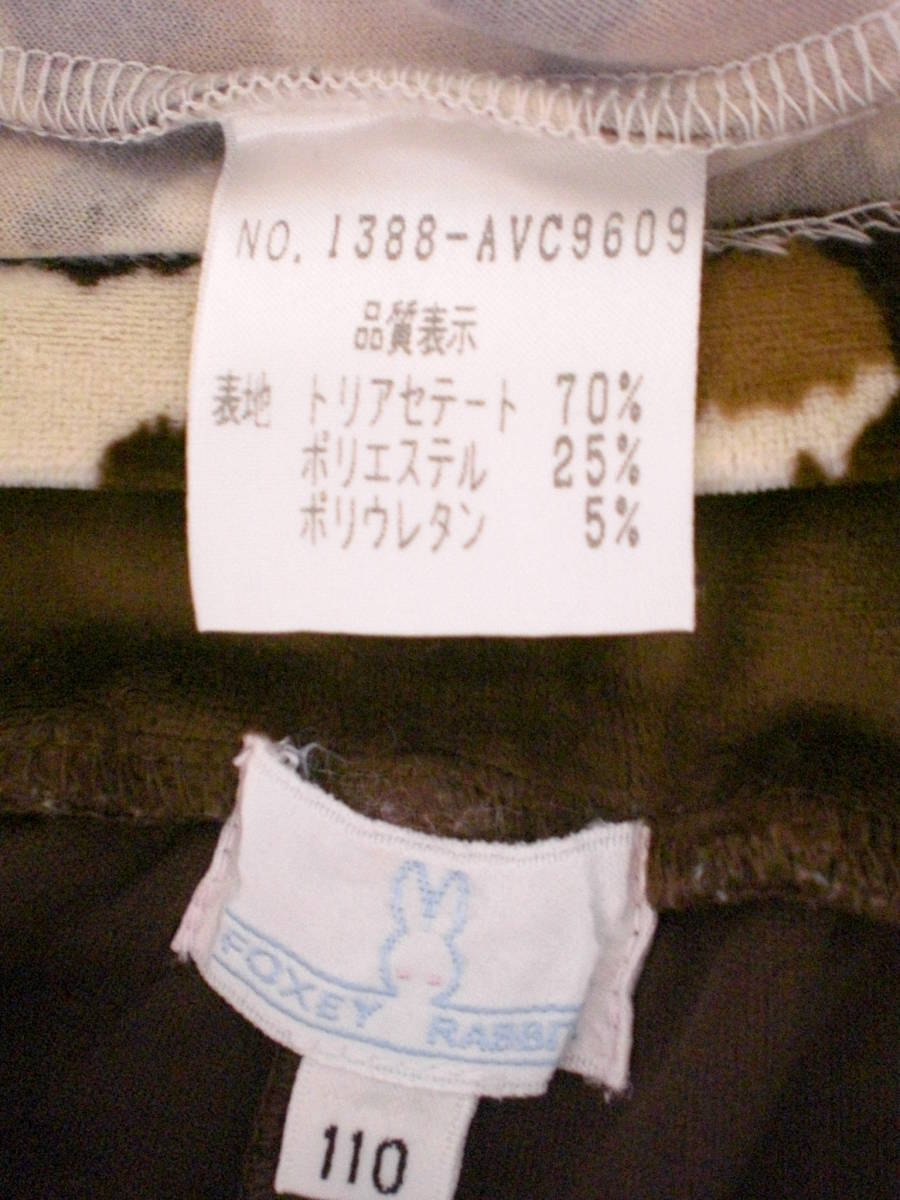 NO. 1388-AVC9609
品質表示
表地 トリアセテート 70%
ポリエステル 25%
ポリウレタン 5%
FOXEY RABBIT
110